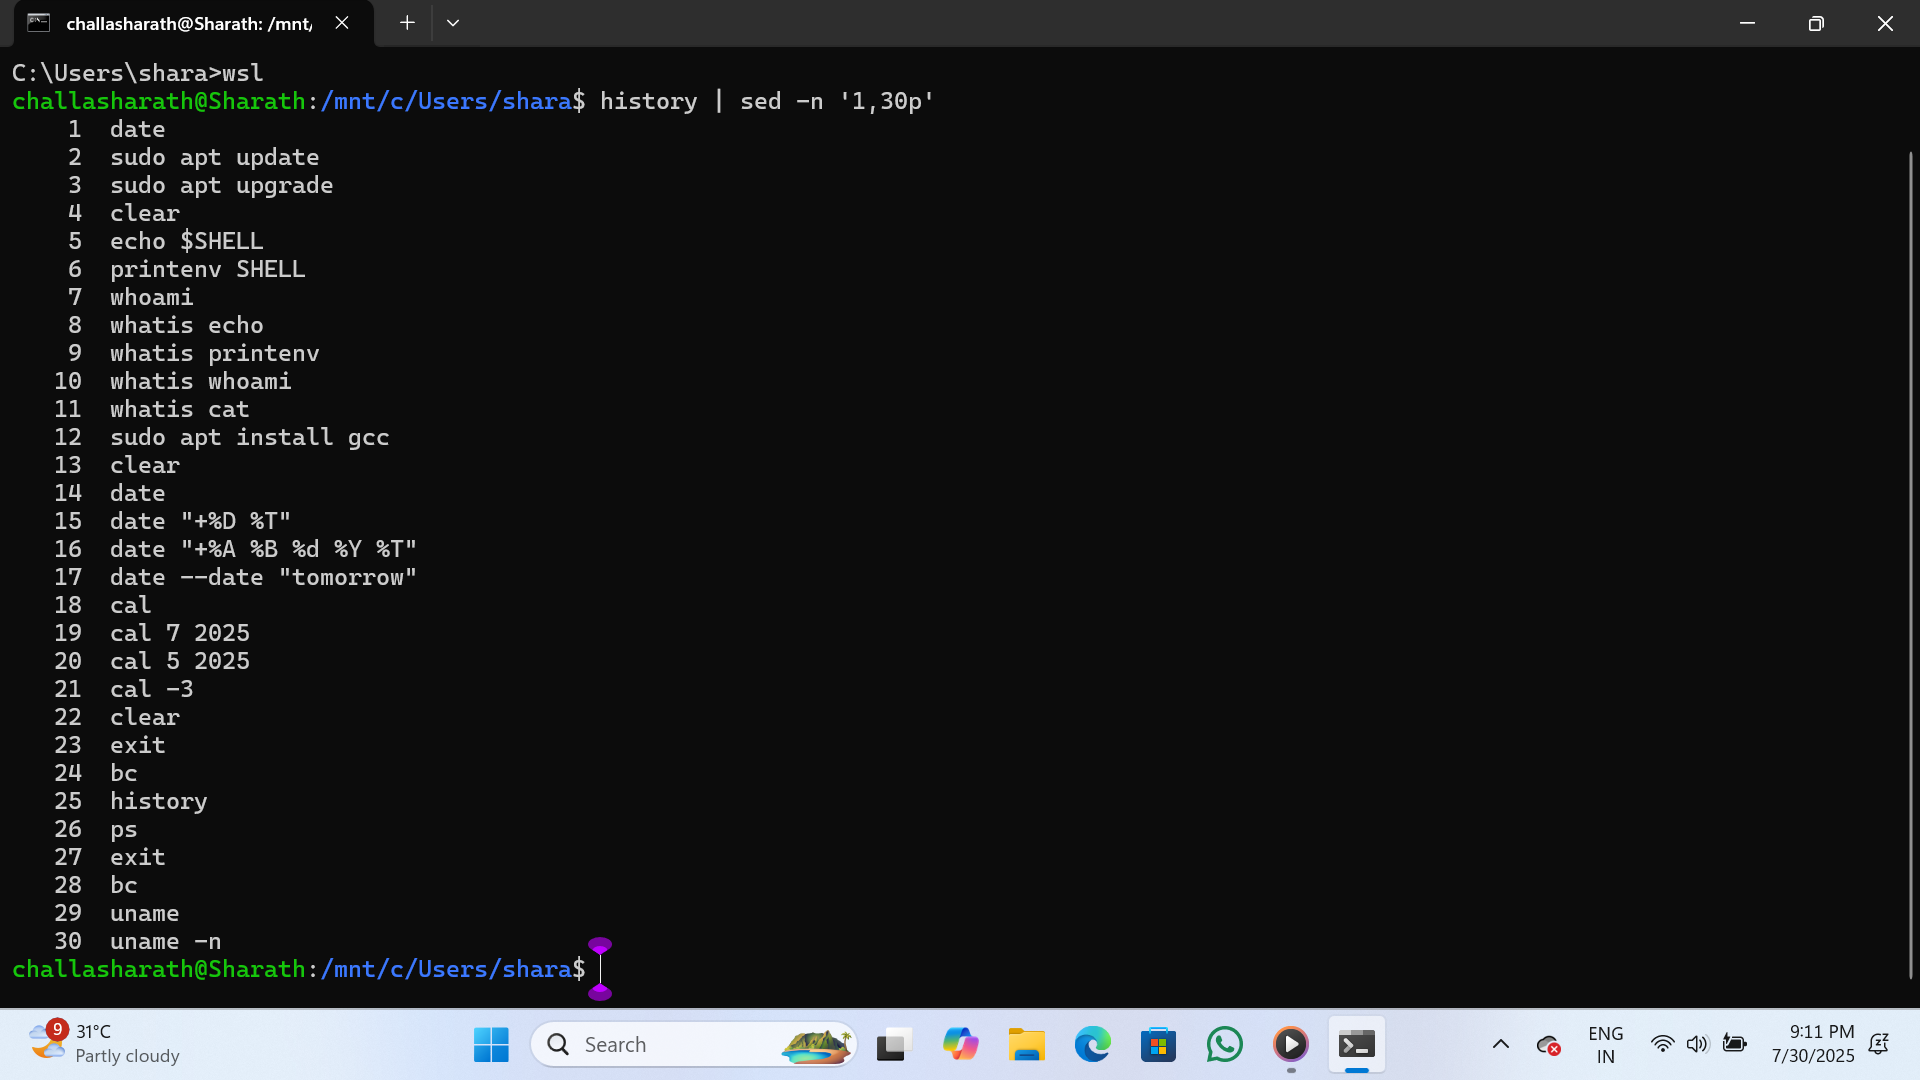 challasharath@Sharath: /mnt/
C:\Users\shara>wsl
challasharath@Sharath:/mnt/c/Users/shara$ history | sed -n '1,30p'
1 date
2 sudo apt update
3 sudo apt upgrade
4 clear
5 echo $SHELL
6 printenv SHELL
7 whoami
8 whatis echo
9 whatis printenv
10 whatis whoami
11 whatis cat
12 sudo apt install gcc
13 clear
14 date
15 date "+%D %T"
16 date "+%A %B %d %Y %T"
17 date --date "tomorrow"
18 cal
19 cal 7 2025
20 cal 5 2025
21 cal -3
22 clear
23 exit
24 bc
25 history
26 ps
27 exit
28 bc
29 uname
30 uname -n
challasharath@Sharath:/mnt/c/Users/shara$
9 31°C
Partly cloudy
Search
ENG
IN
9:11 PM
7/30/2025